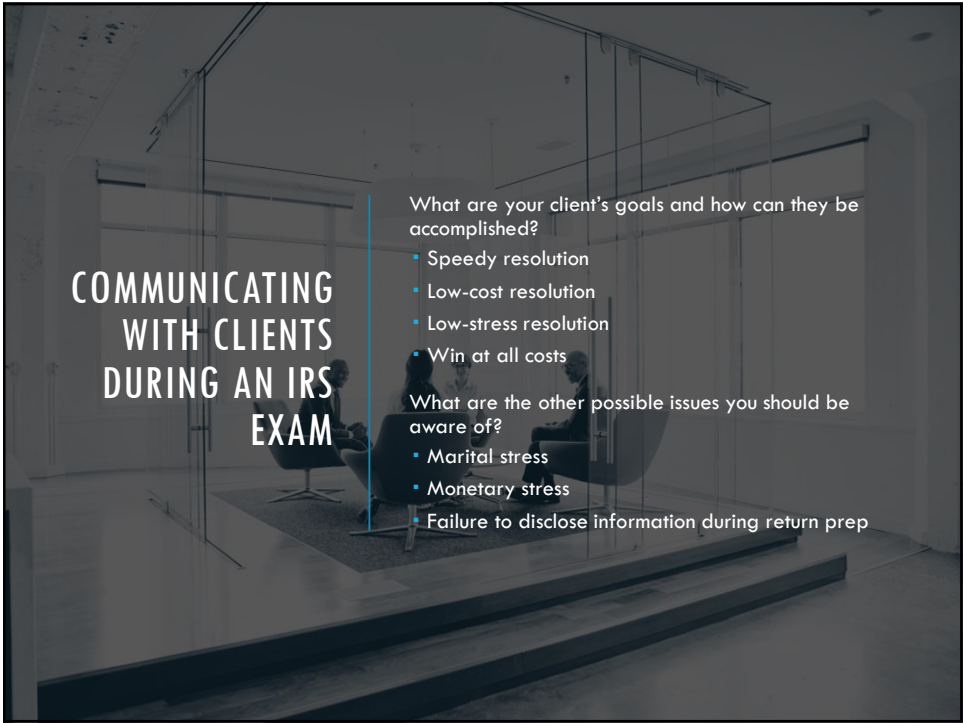 COMMUNICATING
WITH CLIENTS
DURING AN IRS
EXAM
What are your client's goals and how can they be
accomplished?
▪ Speedy resolution
▪ Low-cost resolution
▪ Low-stress resolution
▪ Win at all costs
What are the other possible issues you should be
aware of?
▪ Marital stress
▪ Monetary stress
▪ Failure to disclose information during return prep